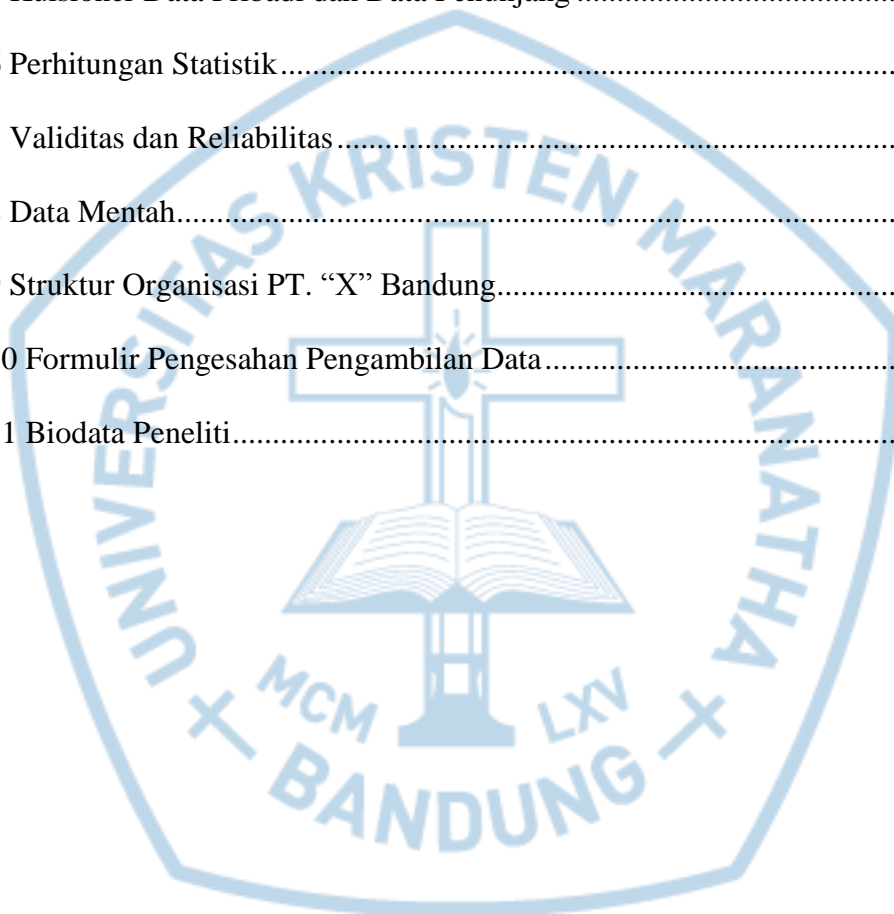 Kuisioner Data Pribadi dan Data Penunjang ........................................
Perhitungan Statistik ................................................................................
Validitas dan Reliabilitas ........................................................................
Data Mentah..............................................................................................
Struktur Organisasi PT. “X” Bandung....................................................
0 Formulir Pengesahan Pengambilan Data .............................................
1 Biodata Peneliti.....................................................................................
UNIVERSITAS KRISTEN MARANATHA
MCM LXV
BANDUNG